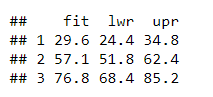 ##    fit  lwr  upr
## 1 29.6 24.4 34.8
## 2 57.1 51.8 62.4
## 3 76.8 68.4 85.2